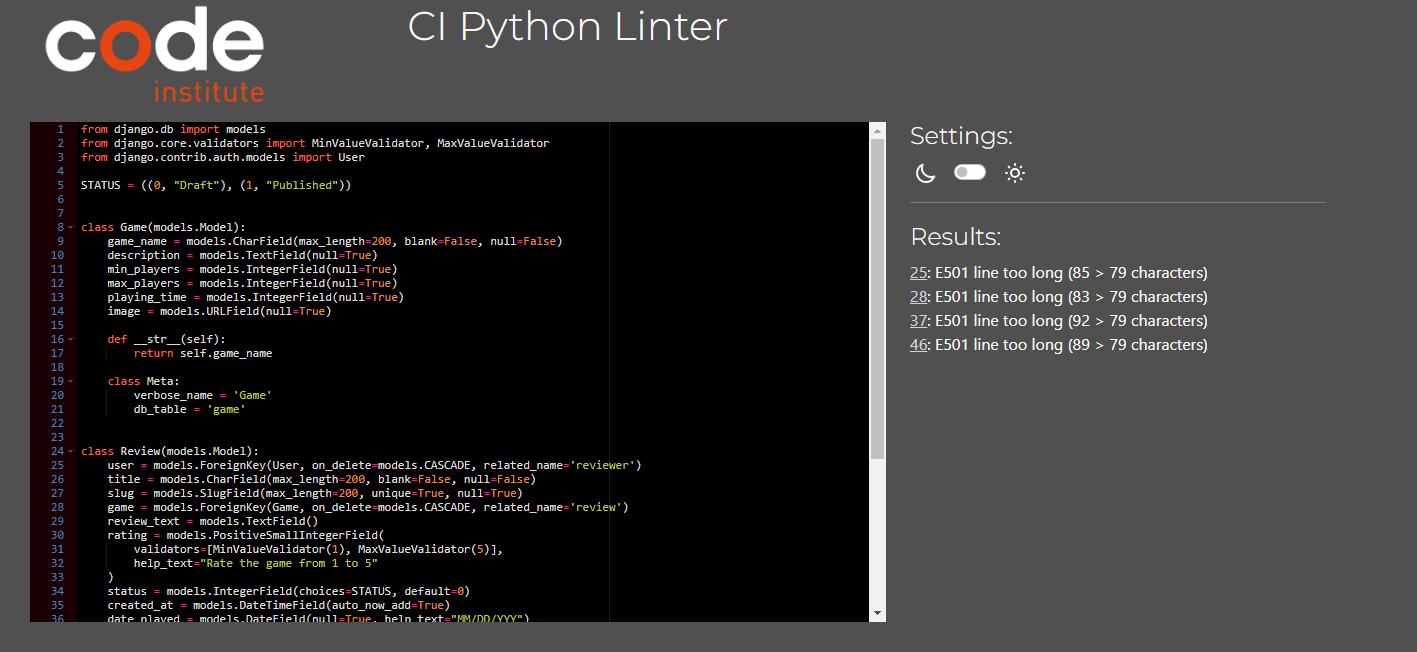 code
institute
CI Python Linter
1 from django.db import models
2 from django.core.validators import MinValueValidator, MaxValueValidator
3 from django.contrib.auth.models import User
4
5 STATUS = ((0, "Draft"), (1, "Published"))
6
7
8 class Game(models.Model):
9     game_name = models.CharField(max_length=200, blank=False, null=False)
10     description = models.TextField(null=True)
11     min_players = models.IntegerField(null=True)
12     max_players = models.IntegerField(null=True)
13     playing_time = models.IntegerField(null=True)
14     image = models.URLField(null=True)
15
16     def __str__(self):
17         return self.game_name
18
19     class Meta:
20         verbose_name = 'Game'
21         db_table = 'game'
22
23
24 class Review(models.Model):
25     user = models.ForeignKey(User, on_delete=models.CASCADE, related_name='reviewer')
26     title = models.CharField(max_length=200, blank=False, null=False)
27     slug = models.SlugField(max_length=200, unique=True, null=True)
28     game = models.ForeignKey(Game, on_delete=models.CASCADE, related_name='review')
29     review_text = models.TextField()
30     rating = models.PositiveSmallIntegerField(
31         validators=[MinValueValidator(1), MaxValueValidator(5)],
32         help_text="Rate the game from 1 to 5"
33     )
34     status = models.IntegerField(choices=STATUS, default=0)
35     created_at = models.DateTimeField(auto_now_add=True)
36     date_played = models.DateField(null=True, help_text="MM/DD/YYY")
Settings:
Results:
25: E501 line too long (85 > 79 characters)
28: E501 line too long (83 > 79 characters)
37: E501 line too long (92 > 79 characters)
46: E501 line too long (89 > 79 characters)